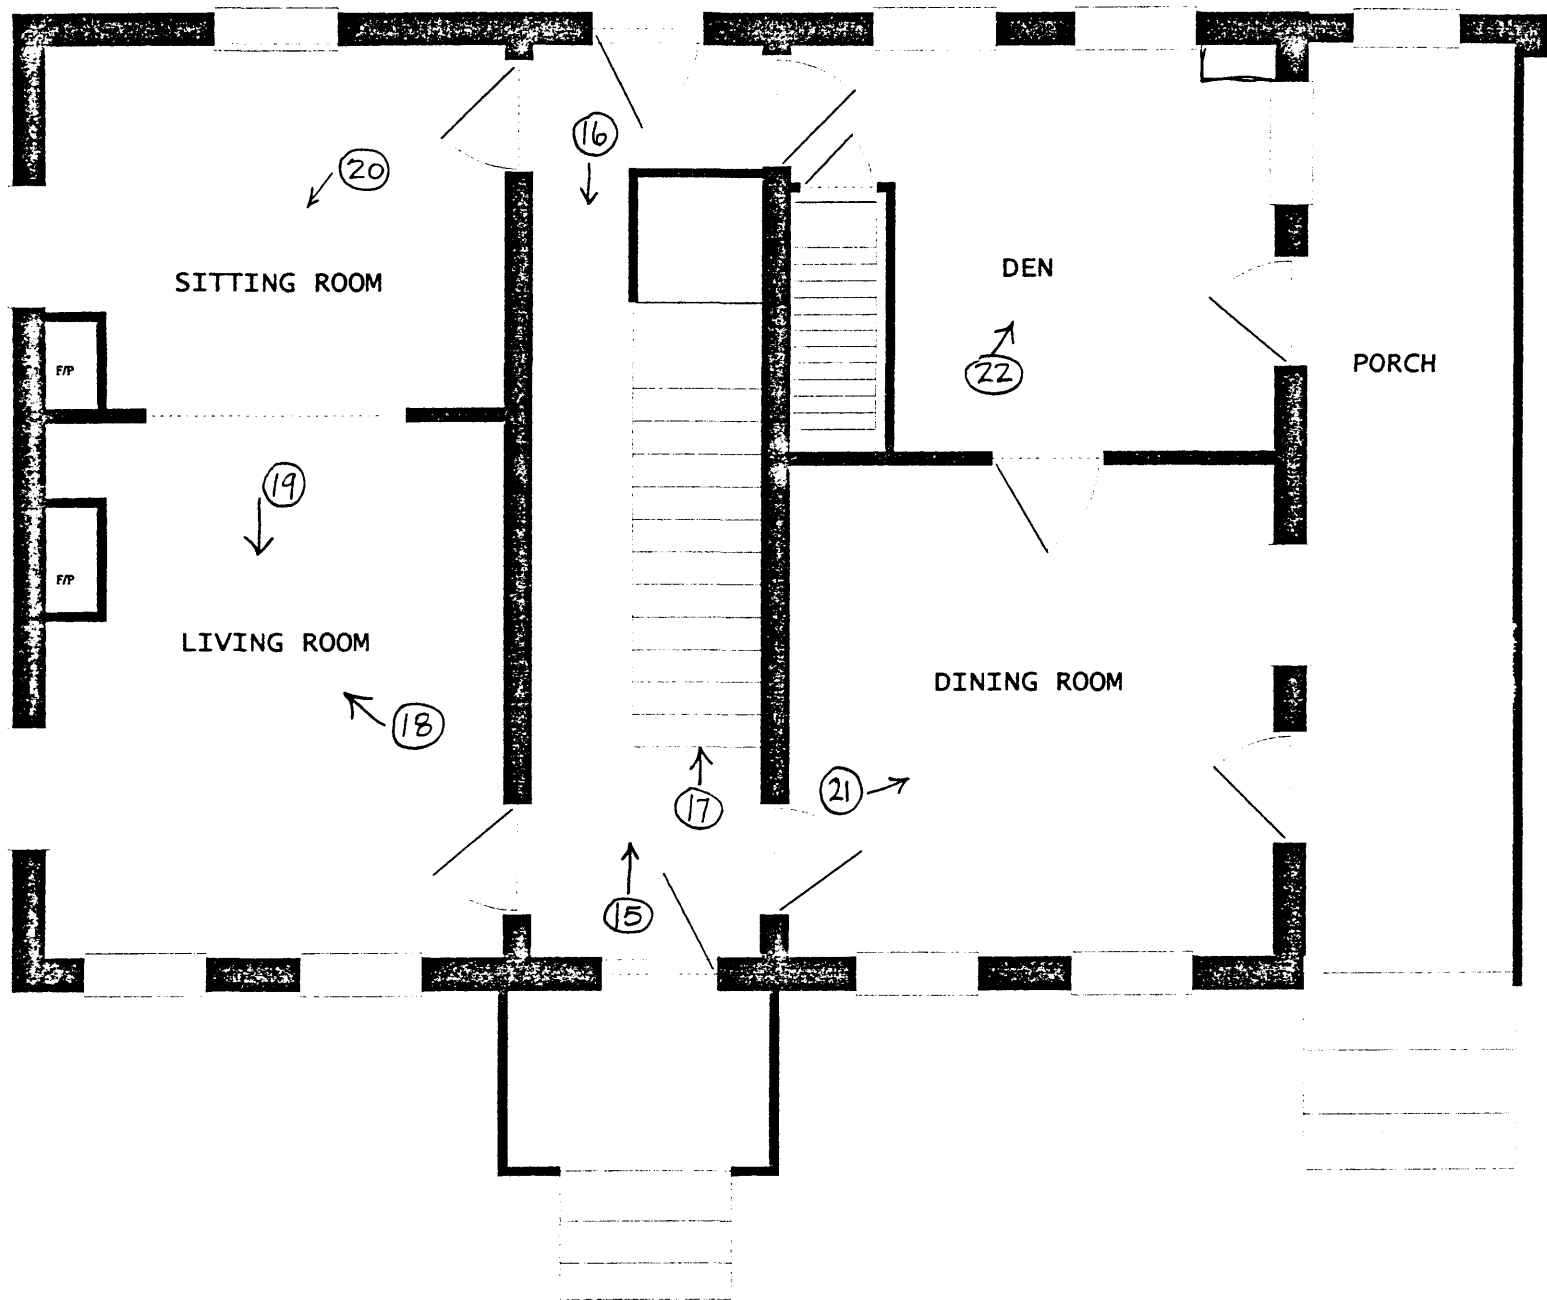 16
20
SITTING ROOM
DEN
PORCH
F/P
22
19
F/P
LIVING ROOM
DINING ROOM
18
21
17
15